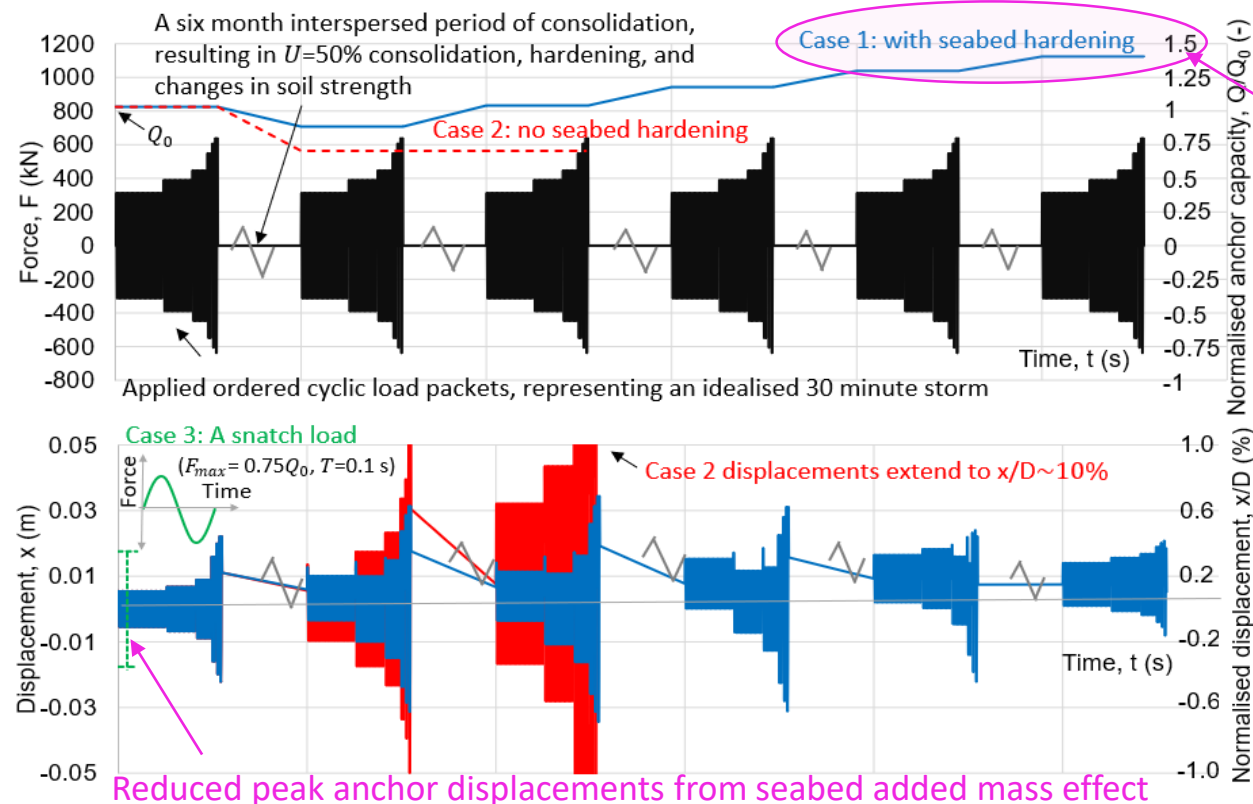 A six month interspersed period of consolidation,
resulting in U=50% consolidation, hardening, and
changes in soil strength
Case 1: with seabed hardening
Case 2: no seabed hardening
Q₀
Force, F (kN)
1200
1000
800
600
400
200
0
-200
-400
-600
-800
1.5
1.25
1
0.75
0.5
0.25
0
-0.25
-0.5
-0.75
-1
Normalised anchor capacity, Q/Q₀ (-)
Time, t (s)
Applied ordered cyclic load packets, representing an idealised 30 minute storm
Case 3: A snatch load
(Fmax= 0.75Q₀, T=0.1 s)
Force
Time
Case 2 displacements extend to x/D~10%
Displacement, x (m)
0.05
0.03
0.01
-0.01
-0.03
-0.05
1.0
0.6
0.2
-0.2
-0.6
-1.0
Normalised displacement, x/D (%)
Time, t (s)
Reduced peak anchor displacements from seabed added mass effect